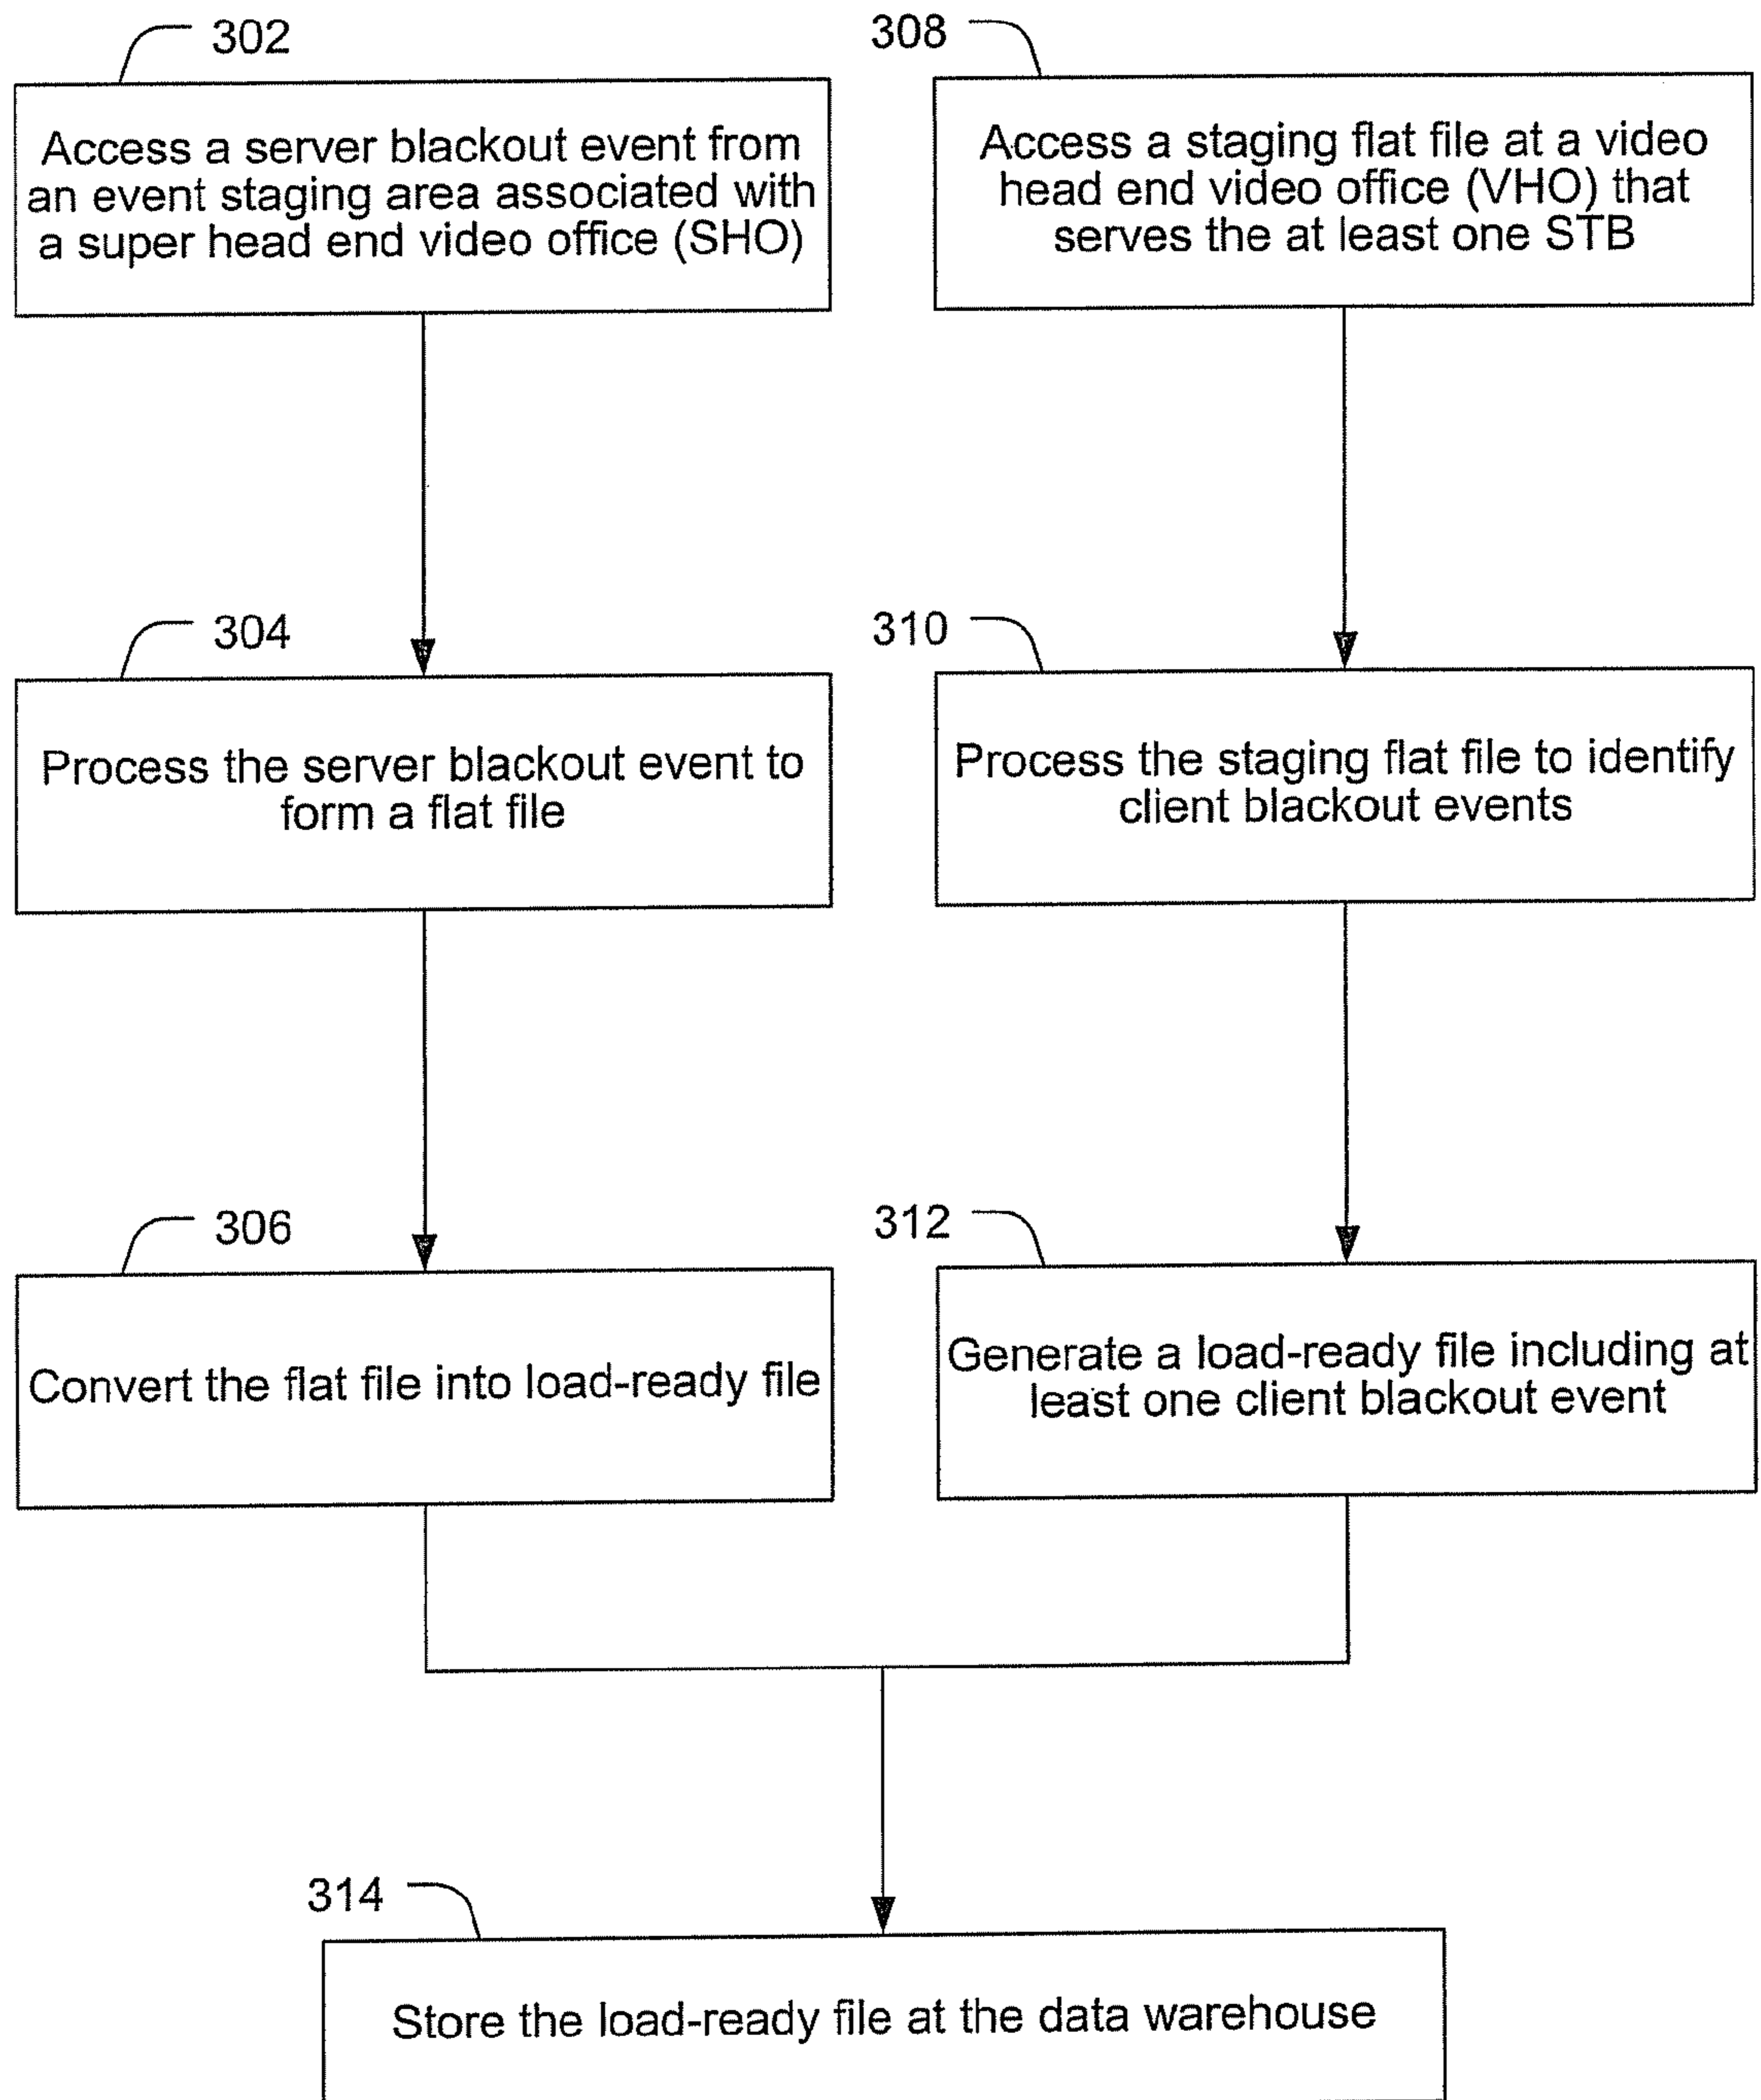 302
Access a server blackout event from
an event staging area associated with
a super head end video office (SHO)
304
Process the server blackout event to
form a flat file
306
Convert the flat file into load-ready file
308
Access a staging flat file at a video
head end video office (VHO) that
serves the at least one STB
310
Process the staging flat file to identify
client blackout events
312
Generate a load-ready file including at
least one client blackout event
314
Store the load-ready file at the data warehouse